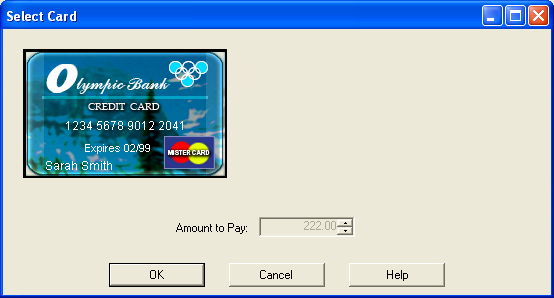 Select Card
Olympic Bank
CREDIT CARD
1234 5678 9012 2041
Expires 02/99
MISTER CARD
Sarah Smith
Amount to Pay: 222.00
OK Cancel Help